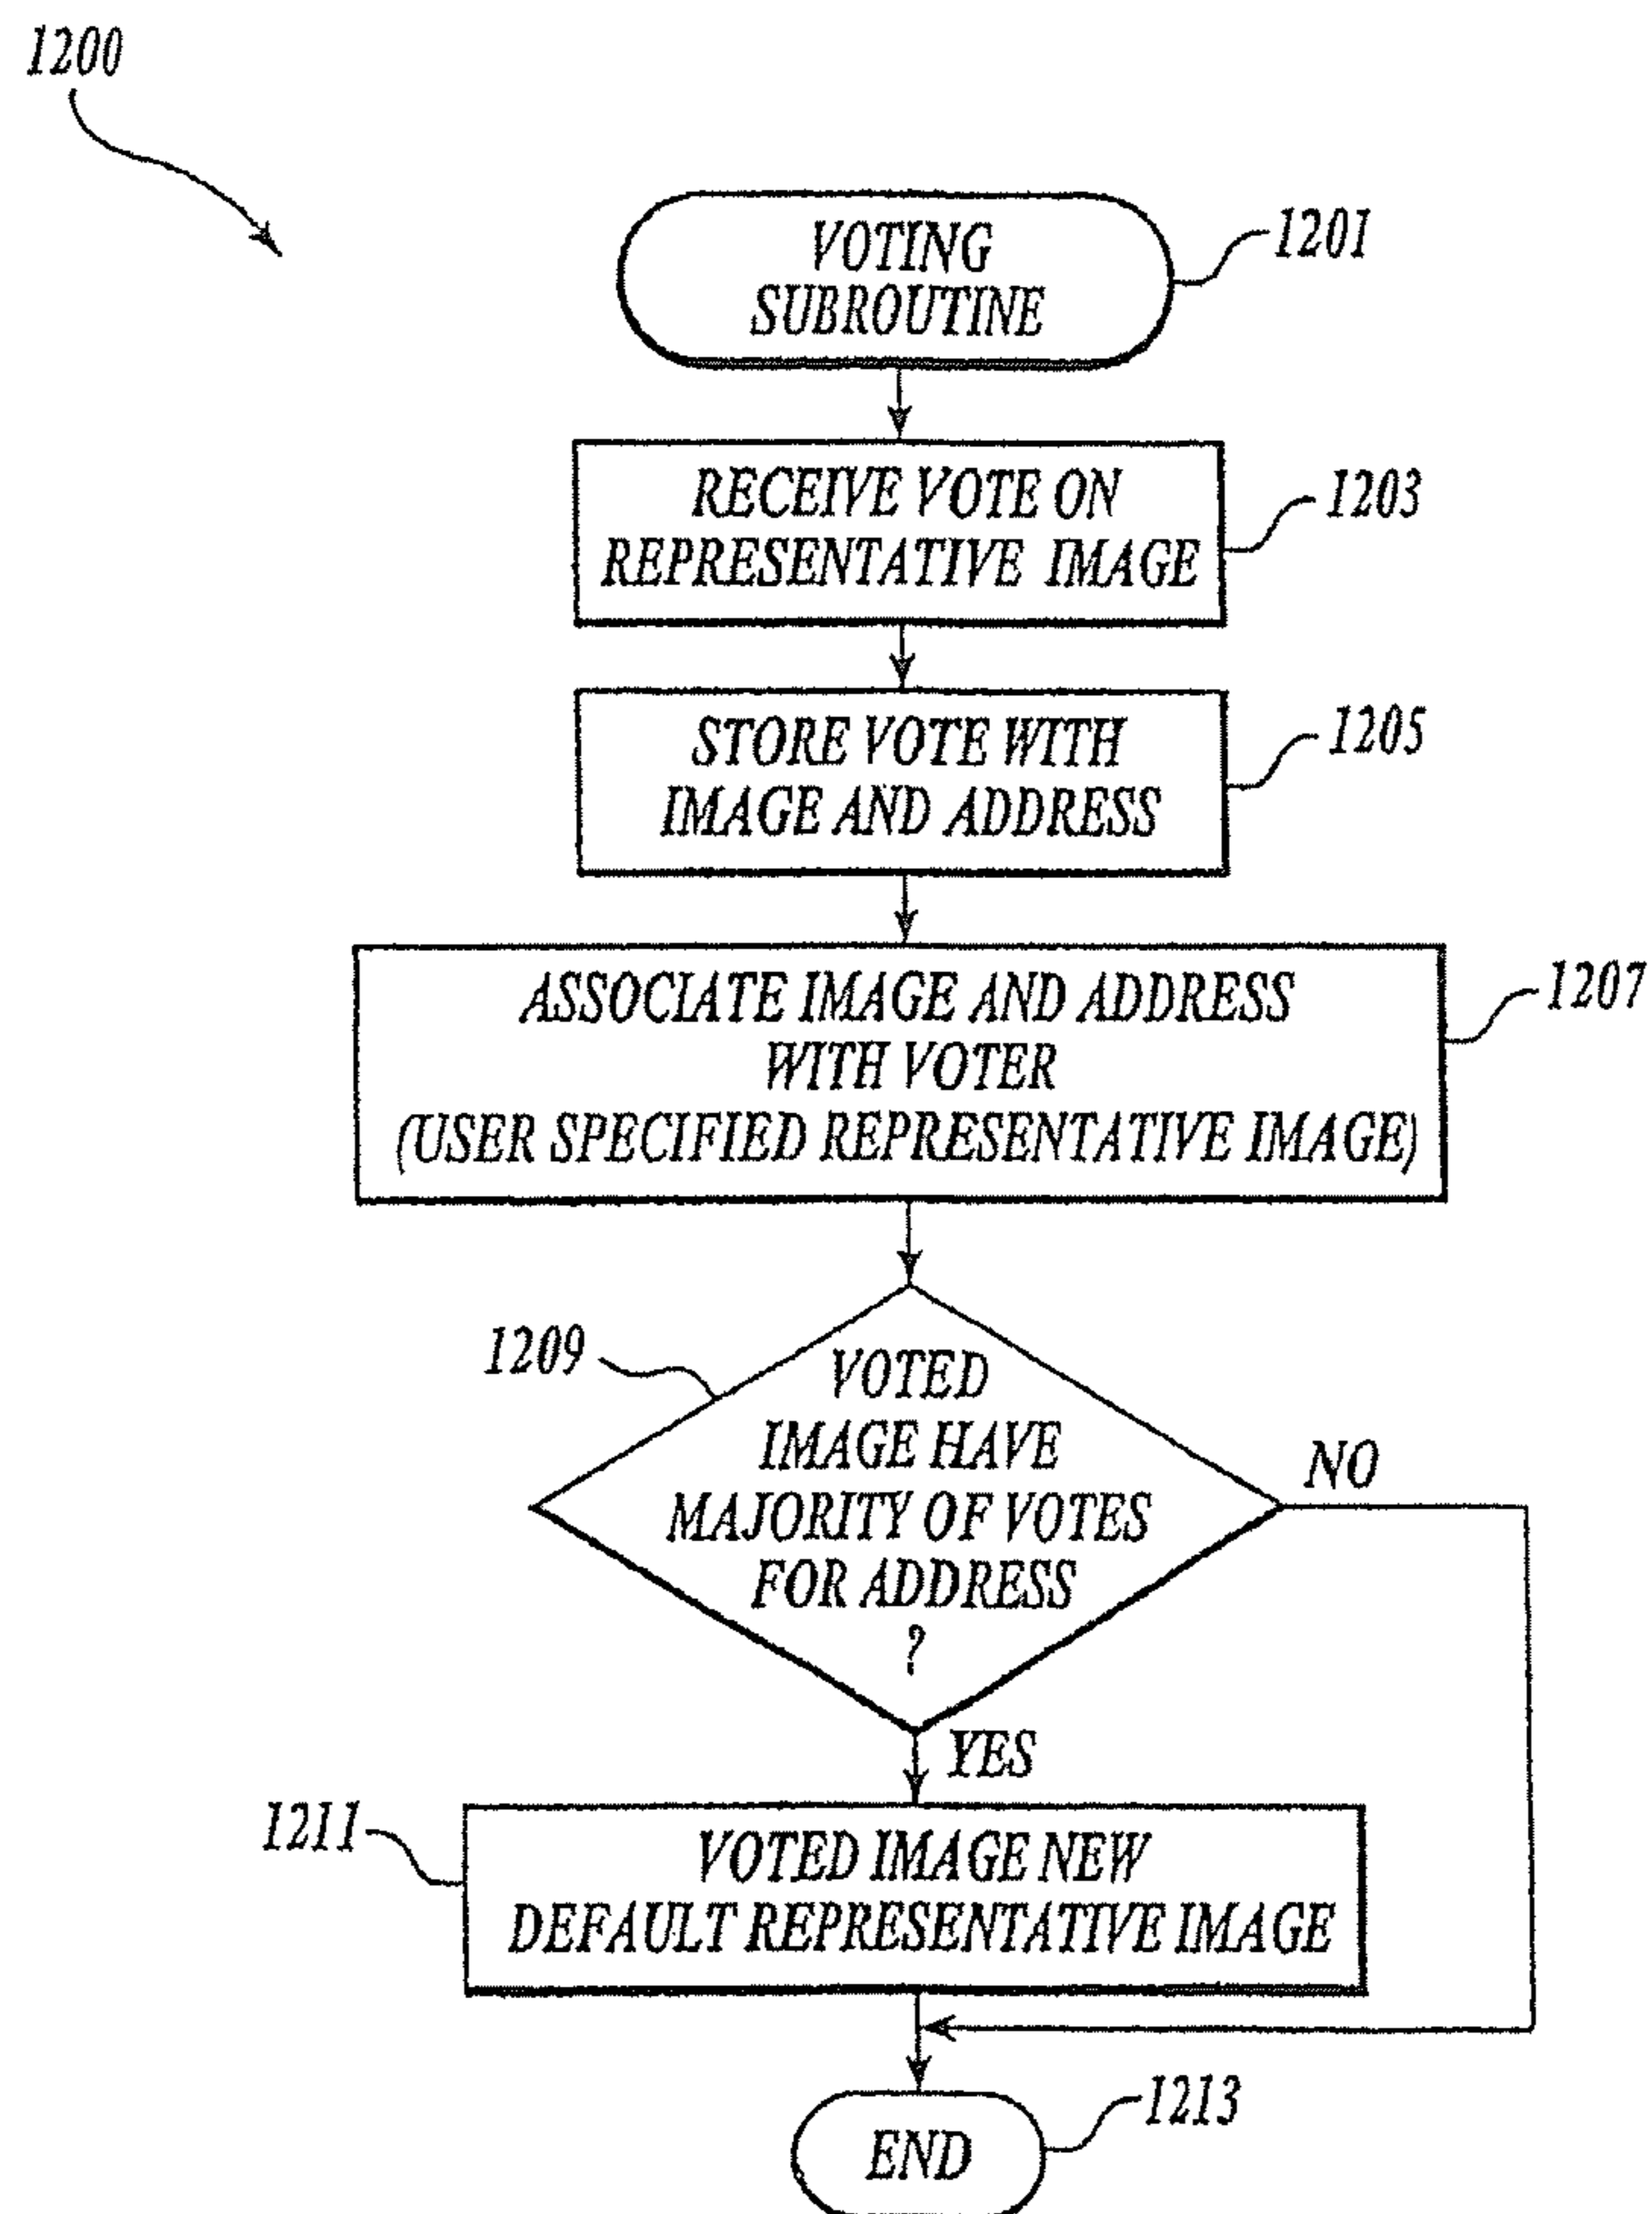 1200
VOTING
SUBROUTINE
1201
RECEIVE VOTE ON
REPRESENTATIVE IMAGE
1203
STORE VOTE WITH
IMAGE AND ADDRESS
1205
ASSOCIATE IMAGE AND ADDRESS
WITH VOTER
(USER SPECIFIED REPRESENTATIVE IMAGE)
1207
1209
VOTED
IMAGE HAVE
MAJORITY OF VOTES
FOR ADDRESS
?
NO
YES
1211
VOTED IMAGE NEW
DEFAULT REPRESENTATIVE IMAGE
END
1213